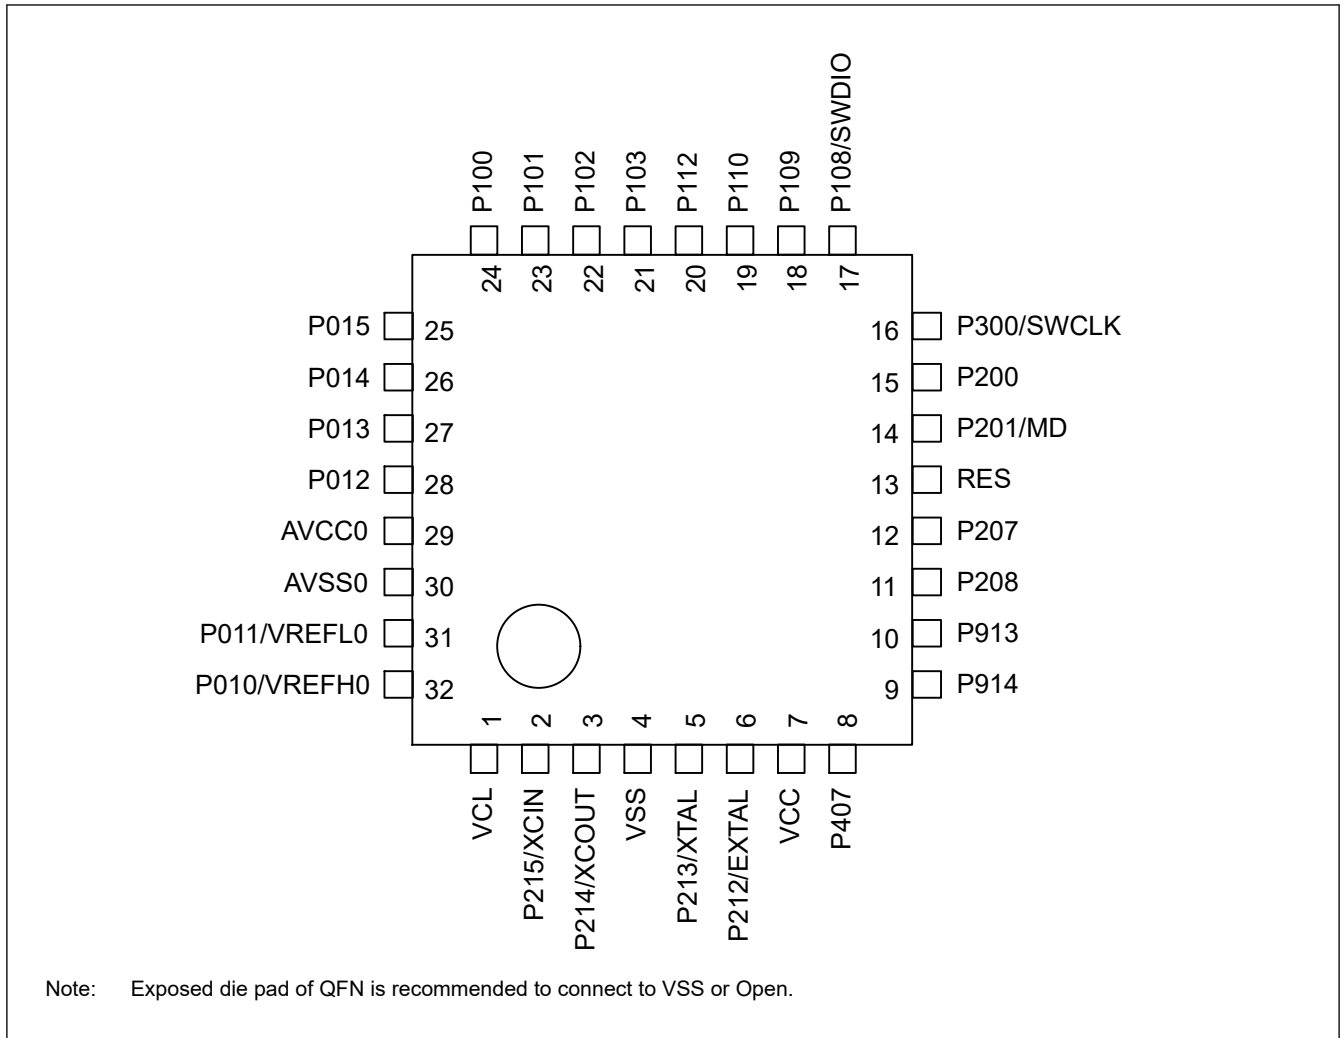 P100
P101
P102
P103
P112
P110
P109
P108/SWDIO
24
23
22
21
20
19
18
17
P015
25
16
P300/SWCLK
P014
26
15
P200
P013
27
14
P201/MD
P012
28
13
RES
AVCC0
29
12
P207
AVSS0
30
11
P208
P011/VREFL0
31
10
P913
P010/VREFH0
32
9
P914
1
2
3
4
5
6
7
8
VCL
P215/XCIN
P214/XCOUT
VSS
P213/XTAL
P212/EXTAL
VCC
P407
Note: Exposed die pad of QFN is recommended to connect to VSS or Open.